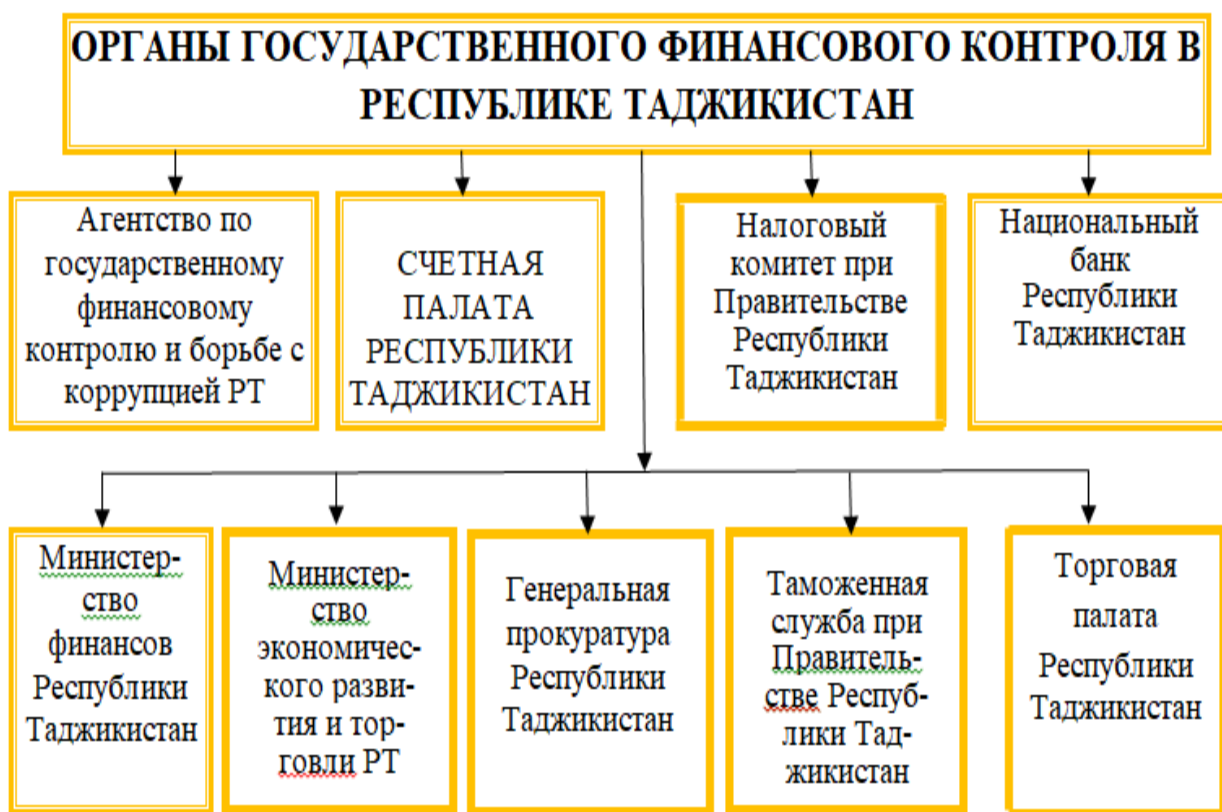 ОРГАНЫ ГОСУДАРСТВЕННОГО ФИНАНСОВОГО КОНТРОЛЯ В
РЕСПУБЛИКЕ ТАДЖИКИСТАН
Агентство по
государственному
финансовому
контролю и борьбе с
коррупцией РТ
СЧЕТНАЯ
ПАЛАТА
РЕСПУБЛИКИ
ТАДЖИКИСТАН
Налоговый
комитет при
Правительстве
Республики
Таджикистан
Национальный
банк
Республики
Таджикистан
Министер-
ство
финансов
Республики
Таджикистан
Министер-
ство
экономичес-
кого разви-
тия и тор-
говли РТ
Генеральная
прокуратура
Республики
Таджикистан
Таможенная
служба при
Правитель-
стве Респуб-
лики Тад-
жикистан
Торговая
палата
Республики
Таджикистан